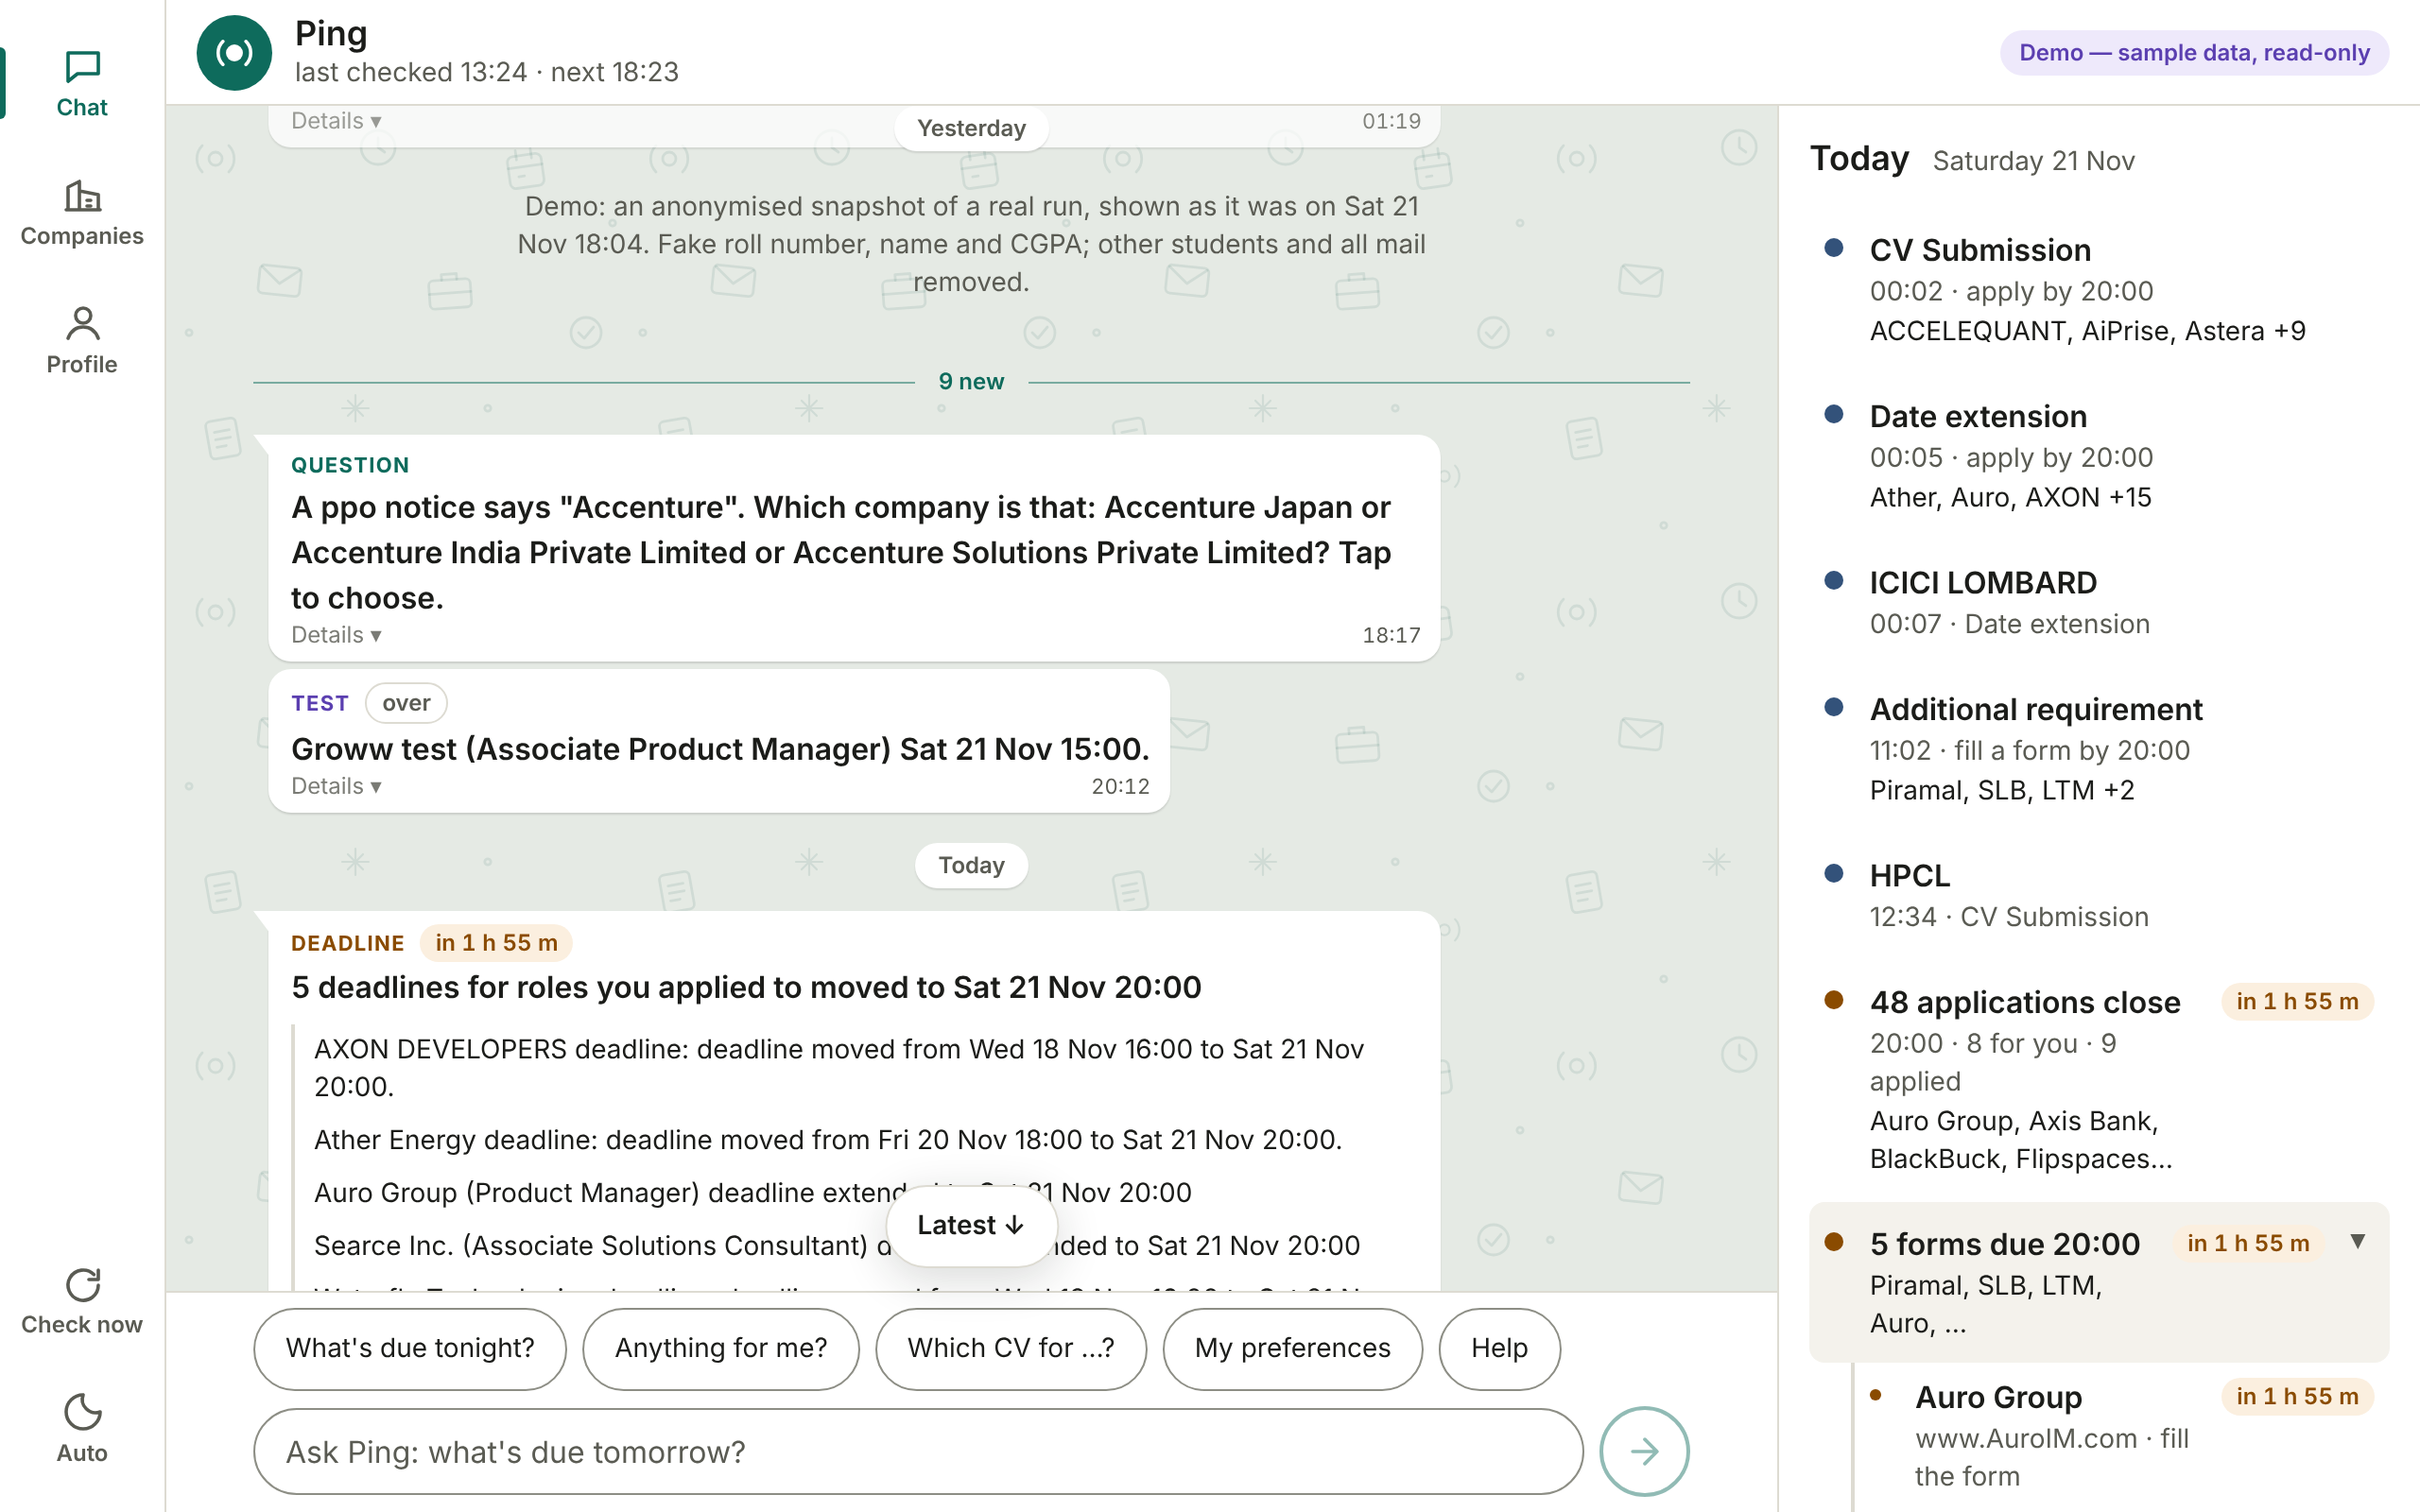 Chat
Companies
Profile
Check now
Auto
Ping
last checked 13:24 · next 18:23
Demo — sample data, read-only
Details ▾
01:19
Yesterday
Demo: an anonymised snapshot of a real run, shown as it was on Sat 21
Nov 18:04. Fake roll number, name and CGPA; other students and all mail
removed.
9 new
QUESTION
A ppo notice says "Accenture". Which company is that: Accenture Japan or
Accenture India Private Limited or Accenture Solutions Private Limited? Tap
to choose.
Details ▾
18:17
TEST over
Groww test (Associate Product Manager) Sat 21 Nov 15:00.
Details ▾
20:12
Today
DEADLINE in 1 h 55 m
5 deadlines for roles you applied to moved to Sat 21 Nov 20:00
AXON DEVELOPERS deadline: deadline moved from Wed 18 Nov 16:00 to Sat 21 Nov
20:00.
Ather Energy deadline: deadline moved from Fri 20 Nov 18:00 to Sat 21 Nov 20:00.
Auro Group (Product Manager) deadline Nov 20:00
Searce Inc. (Associate Solutions Consultant) to Sat 21 Nov 20:00
Latest ↓
What's due tonight?
Anything for me?
Which CV for ...?
My preferences
Help
Ask Ping: what's due tomorrow?
Today Saturday 21 Nov
CV Submission
00:02 · apply by 20:00
ACCELEQUANT, AiPrise, Astera +9
Date extension
00:05 · apply by 20:00
Ather, Auro, AXON +15
ICICI LOMBARD
00:07 · Date extension
Additional requirement
11:02 · fill a form by 20:00
Piramal, SLB, LTM +2
HPCL
12:34 · CV Submission
48 applications close in 1 h 55 m
20:00 · 8 for you · 9
applied
Auro Group, Axis Bank,
BlackBuck, Flipspaces...
5 forms due 20:00 in 1 h 55 m ▼
Piramal, SLB, LTM,
Auro, ...
Auro Group in 1 h 55 m
www.AuroIM.com · fill
the form